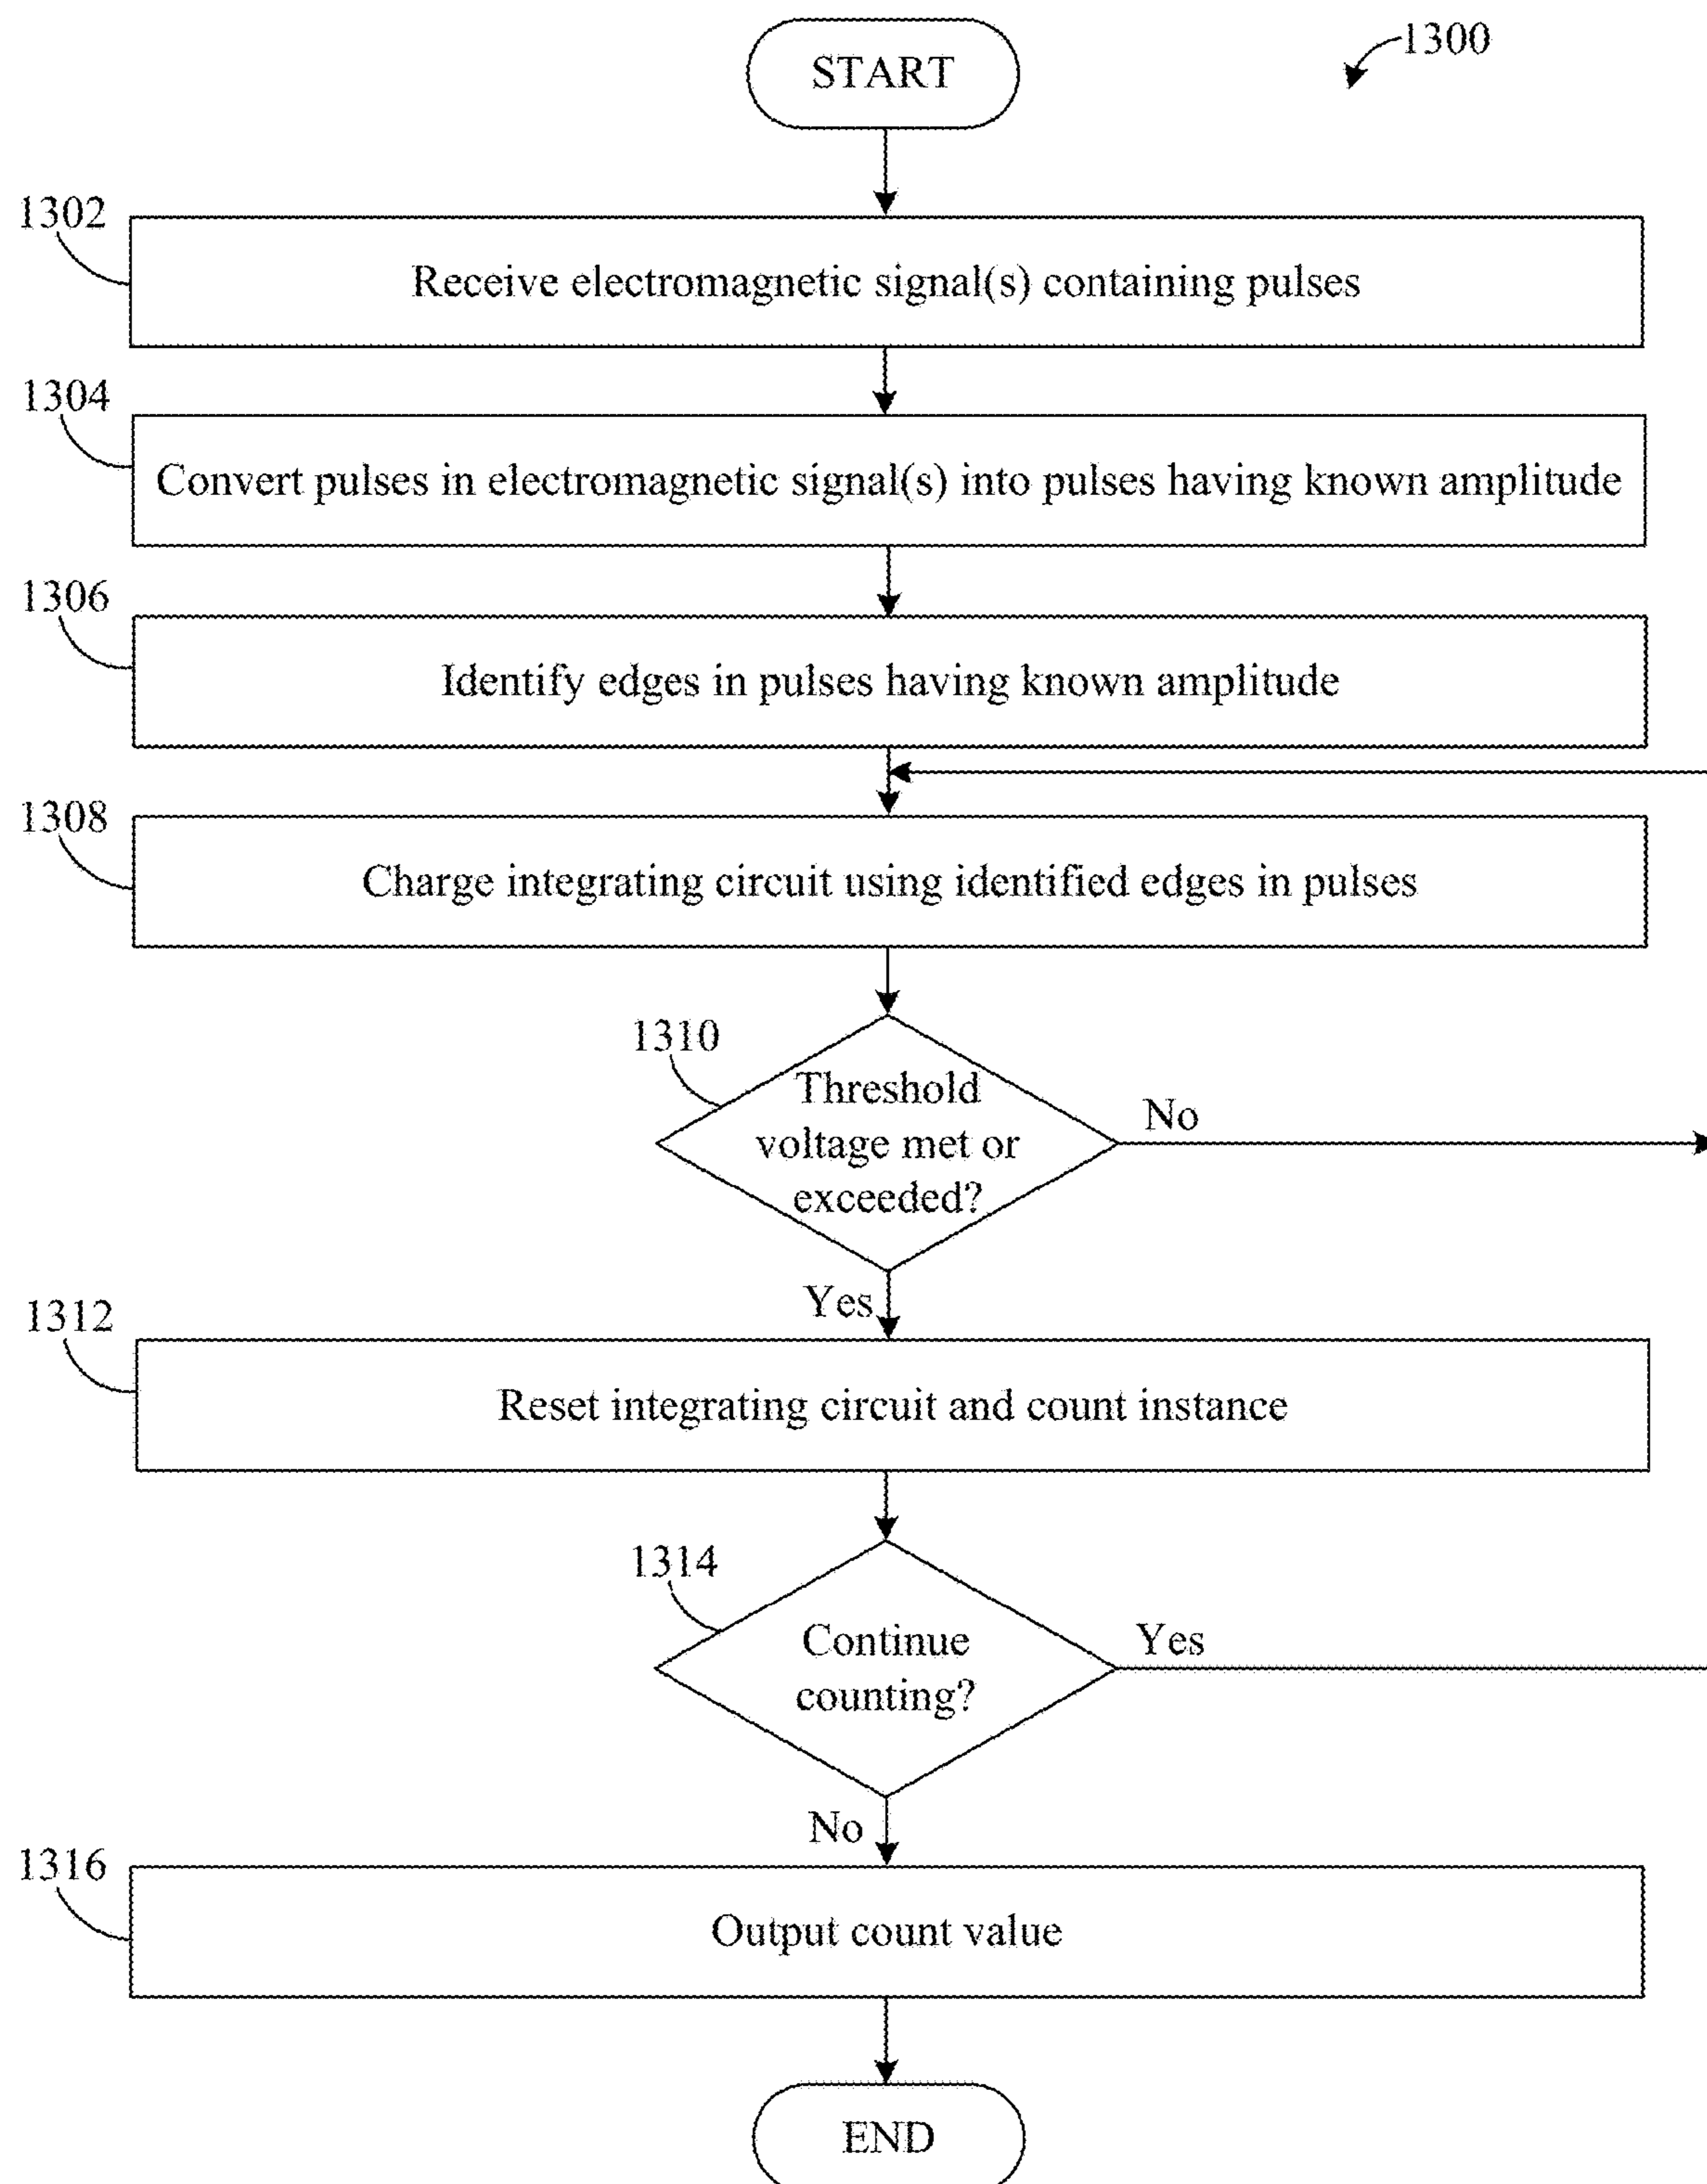 START
1300
1302
Receive electromagnetic signal(s) containing pulses
1304
Convert pulses in electromagnetic signal(s) into pulses having known amplitude
1306
Identify edges in pulses having known amplitude
1308
Charge integrating circuit using identified edges in pulses
1310
Threshold
voltage met or
exceeded?
No
Yes
1312
Reset integrating circuit and count instance
1314
Continue
counting?
Yes
No
1316
Output count value
END